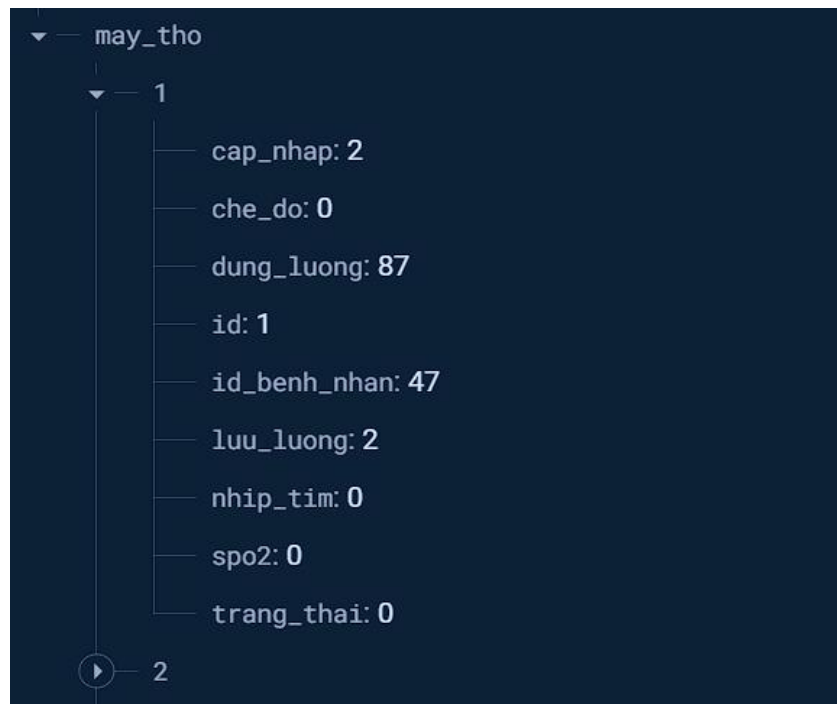 may_tho
1
cap_nhap: 2
che_do: 0
dung_luong: 87
id: 1
id_benh_nhan: 47
luu_luong: 2
nhip_tim: 0
spo2: 0
trang_thai: 0
2